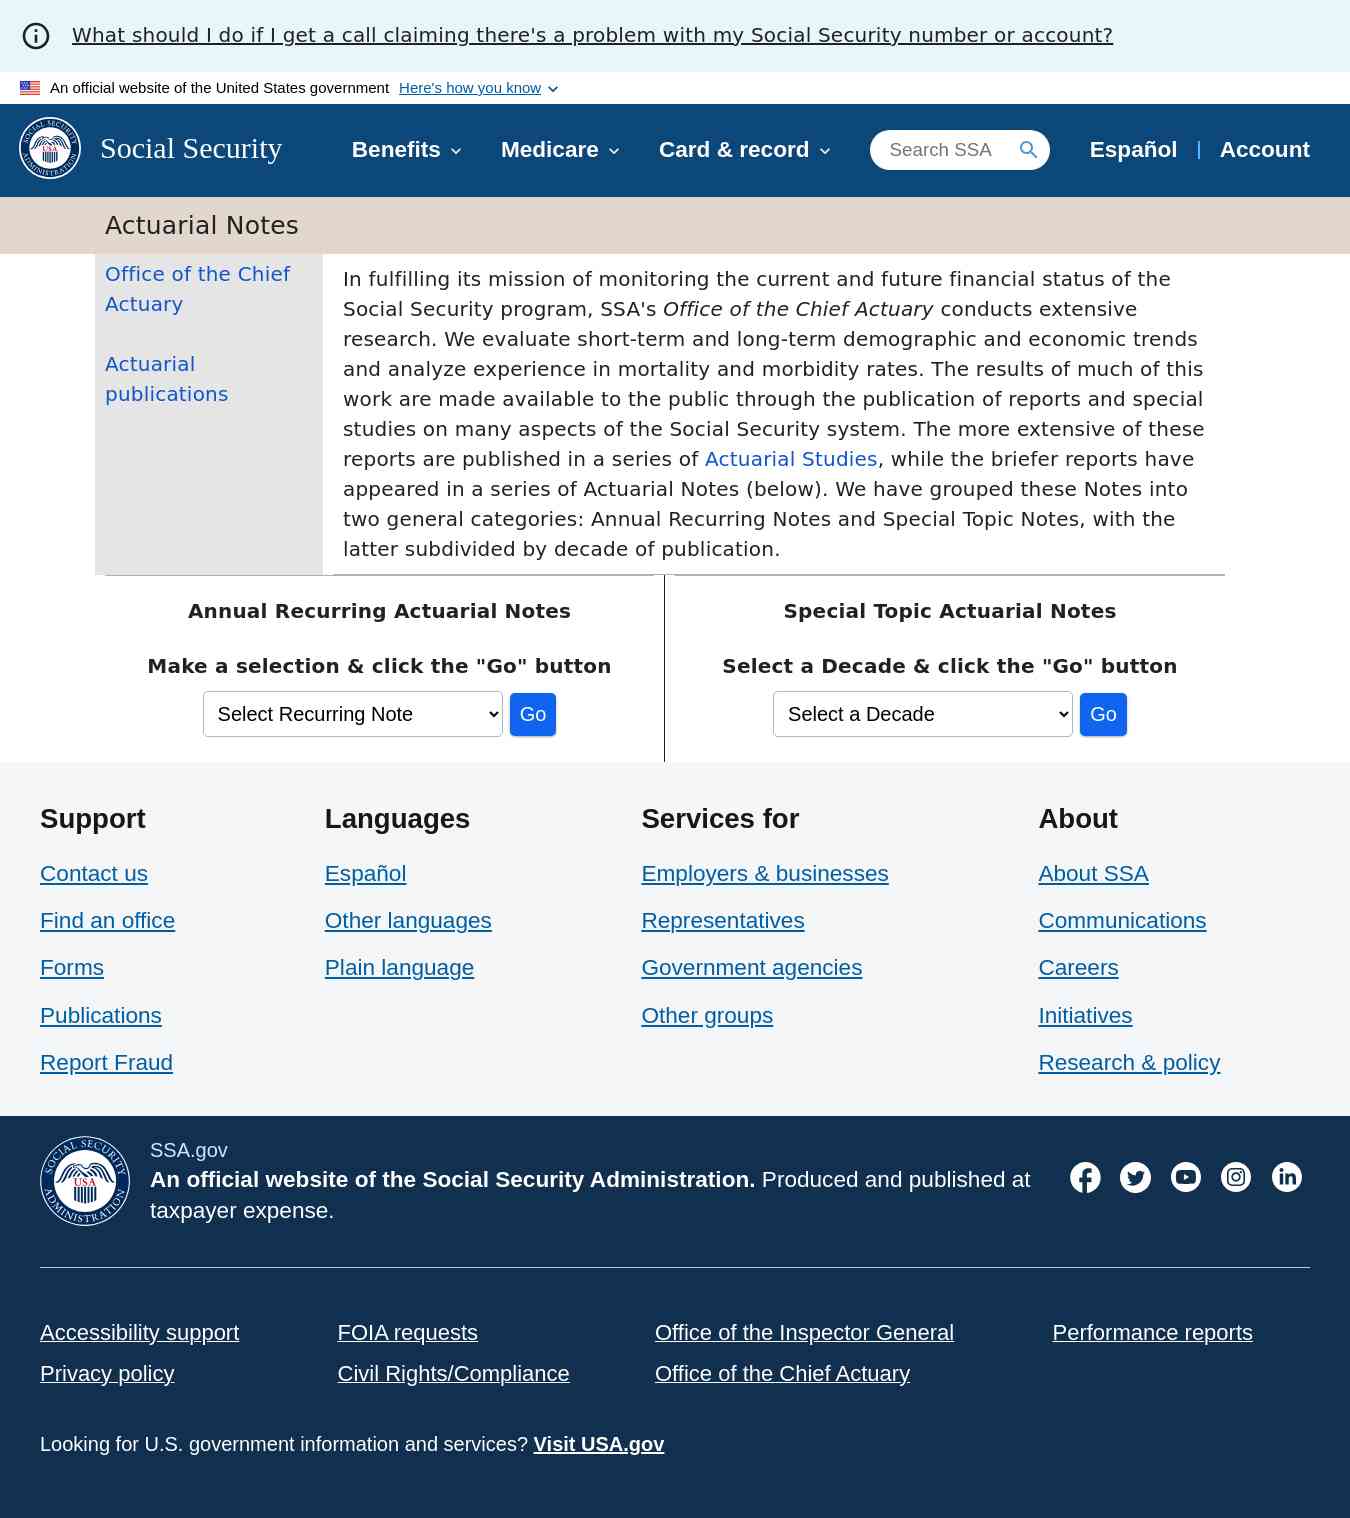 What should I do if I get a call claiming there's a problem with my Social Security number or account?
An official website of the United States government Here's how you know
Social Security
Benefits
Medicare
Card & record
Search SSA
Español
Account
Actuarial Notes
Office of the Chief
Actuary
Actuarial
publications
In fulfilling its mission of monitoring the current and future financial status of the
Social Security program, SSA's Office of the Chief Actuary conducts extensive
research. We evaluate short-term and long-term demographic and economic trends
and analyze experience in mortality and morbidity rates. The results of much of this
work are made available to the public through the publication of reports and special
studies on many aspects of the Social Security system. The more extensive of these
reports are published in a series of Actuarial Studies, while the briefer reports have
appeared in a series of Actuarial Notes (below). We have grouped these Notes into
two general categories: Annual Recurring Notes and Special Topic Notes, with the
latter subdivided by decade of publication.
Annual Recurring Actuarial Notes
Make a selection & click the "Go" button
Select Recurring Note
Go
Special Topic Actuarial Notes
Select a Decade & click the "Go" button
Select a Decade
Go
Support
Contact us
Find an office
Forms
Publications
Report Fraud
Languages
Español
Other languages
Plain language
Services for
Employers & businesses
Representatives
Government agencies
Other groups
About
About SSA
Communications
Careers
Initiatives
Research & policy
SOCIAL SECURITY
USA
ADMINISTRATION
SSA.gov
An official website of the Social Security Administration. Produced and published at
taxpayer expense.
Accessibility support
FOIA requests
Office of the Inspector General
Performance reports
Privacy policy
Civil Rights/Compliance
Office of the Chief Actuary
Looking for U.S. government information and services? Visit USA.gov